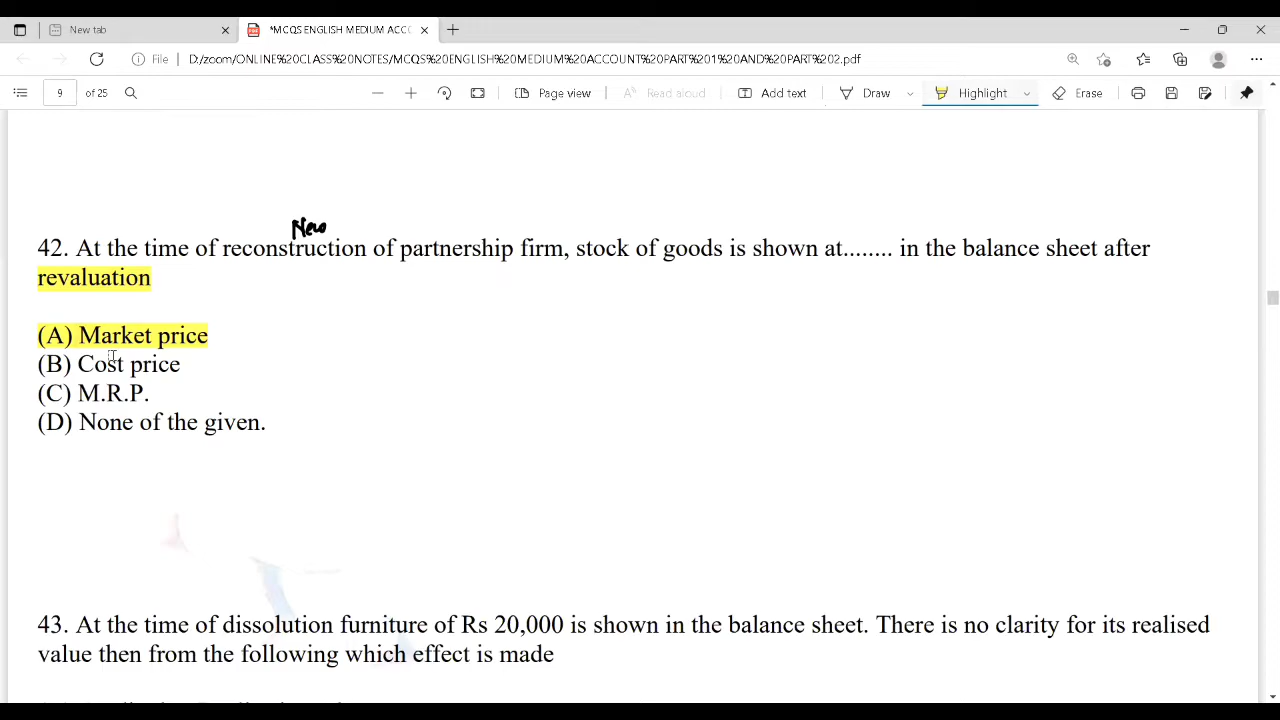 New tab
*MCQS ENGLISH MEDIUM ACCC
File D:/zoom/ONLINE%20CLASS%20NOTES/MCQS%20ENGLISH%20MEDIUM%20ACCOUNT%20PART%201%20AND%20PART%202.pdf
9 of 25 Page view Read aloud Add text Draw Highlight Erase
New
42. At the time of reconstruction of partnership firm, stock of goods is shown at........ in the balance sheet after
revaluation
(A) Market price
(B) Cost price
(C) M.R.P.
(D) None of the given.
43. At the time of dissolution furniture of Rs 20,000 is shown in the balance sheet. There is no clarity for its realised
value then from the following which effect is made